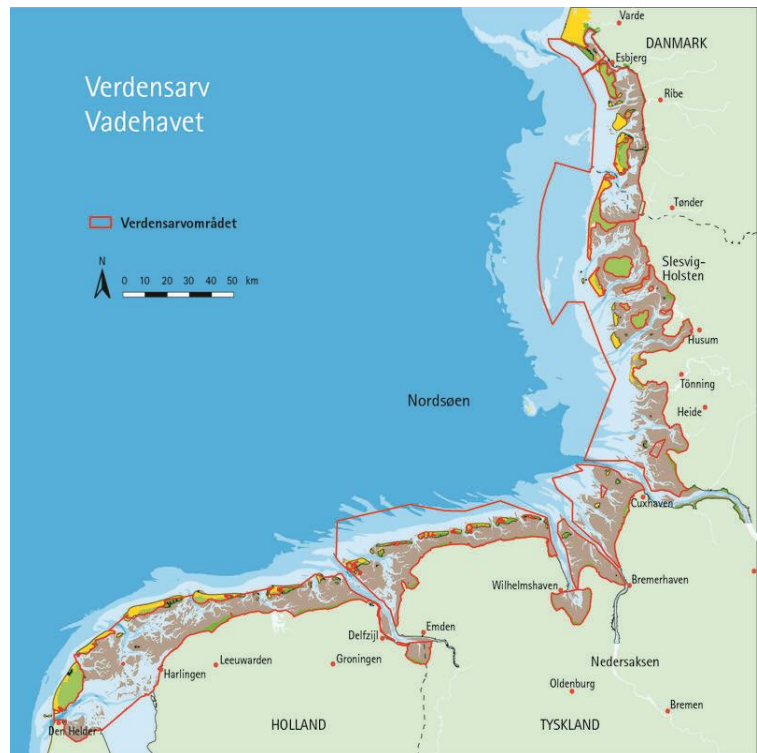 Verdensarv
Vadehavet
Verdensarvområdet
N
0 10 20 30 40 50 km
Varde
DANMARK
Esbjerg
Ribe
Tønder
Slesvig-
Holsten
Husum
Tönning
Heide
Nordsøen
Cuxhaven
Wilhelmshaven
Bremerhaven
Emden
Delfzijl
Nedersaksen
Leeuwarden
Groningen
Harlingen
Oldenburg
Bremen
Den Helder
HOLLAND
TYSKLAND